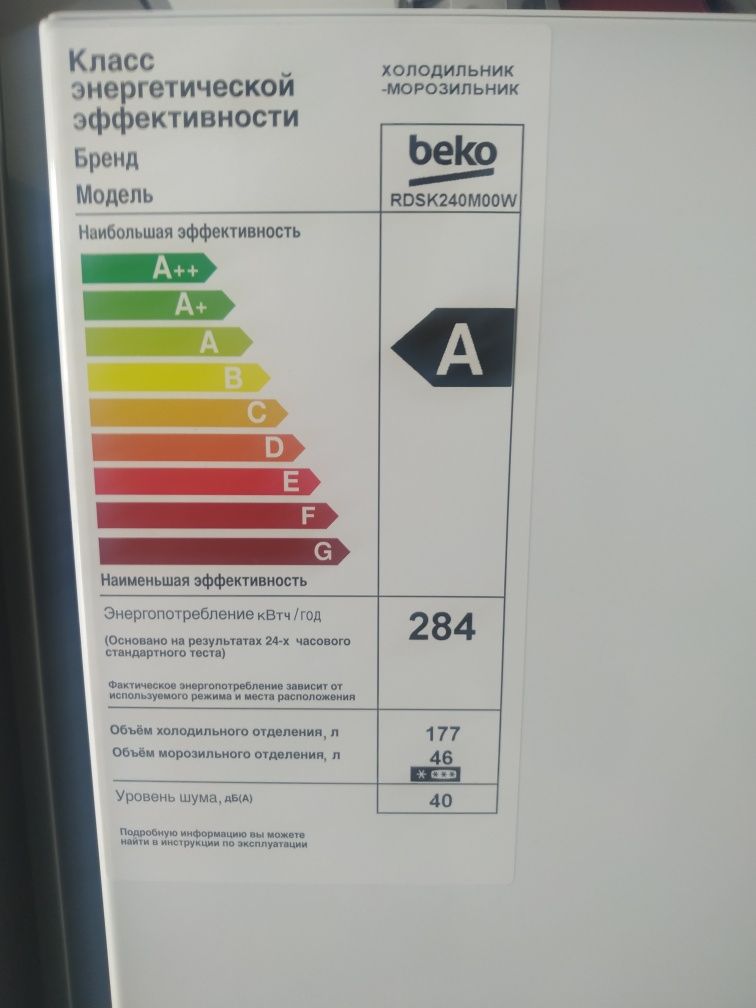 Класс
энергетической
эффективности
ХОЛОДИЛЬНИК
-МОРОЗИЛЬНИК
Бренд
beko
Модель
RDSK240M00W
Наибольшая эффективность
A++
A+
A
A
B
C
D
E
F
G
Наименьшая эффективность
Энергопотребление кВтч/год
284
(Основано на результатах 24-х часового
стандартного теста)
Фактическое энергопотребление зависит от
используемого режима и места расположения
Объём холодильного отделения, л 177
Объём морозильного отделения, л 46
Уровень шума, дБ(А) 40
Подробную информацию вы можете
найти в инструкции по эксплуатации